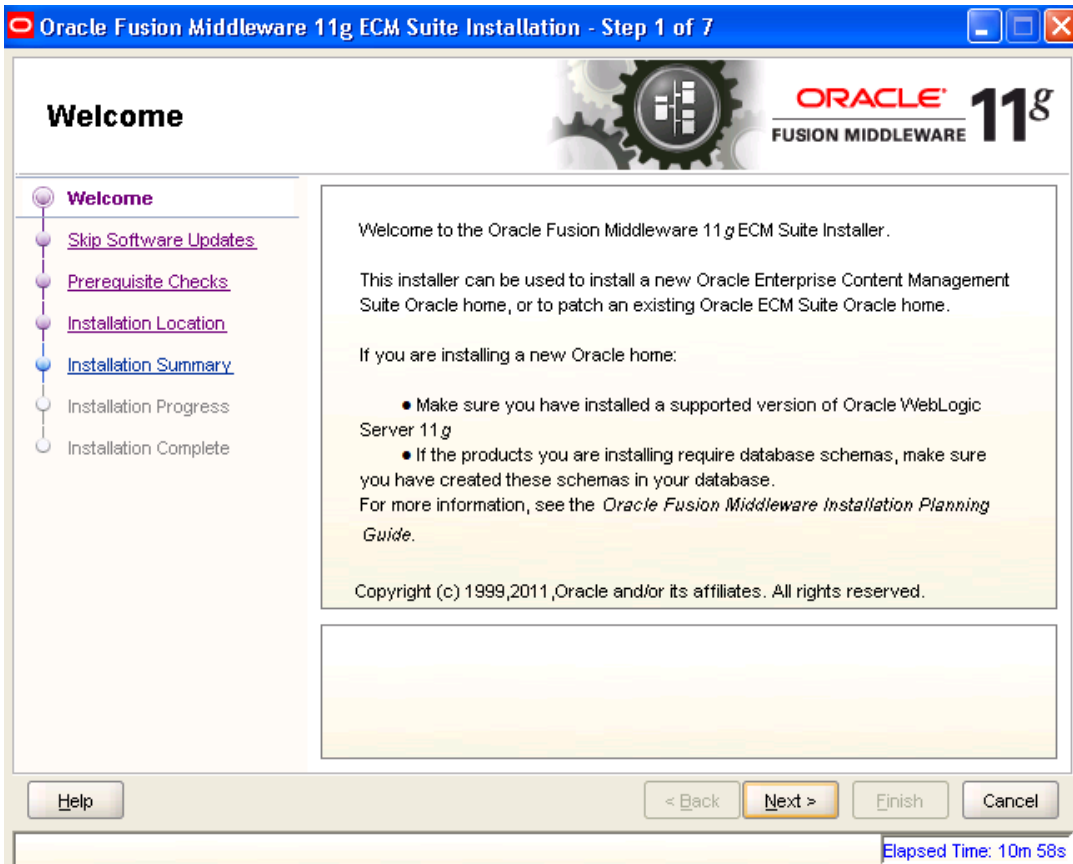 Oracle Fusion Middleware 11g ECM Suite Installation - Step 1 of 7
Welcome
ORACLE
FUSION MIDDLEWARE 11g
Welcome
Skip Software Updates
Prerequisite Checks
Installation Location
Installation Summary
Installation Progress
Installation Complete
Welcome to the Oracle Fusion Middleware 11g ECM Suite Installer.
This installer can be used to install a new Oracle Enterprise Content Management
Suite Oracle home, or to patch an existing Oracle ECM Suite Oracle home.
If you are installing a new Oracle home:
● Make sure you have installed a supported version of Oracle WebLogic
Server 11g
● If the products you are installing require database schemas, make sure
you have created these schemas in your database.
For more information, see the Oracle Fusion Middleware Installation Planning
Guide.
Copyright (c) 1999,2011,Oracle and/or its affiliates. All rights reserved.
Help
< Back
Next >
Finish
Cancel
Elapsed Time: 10m 58s